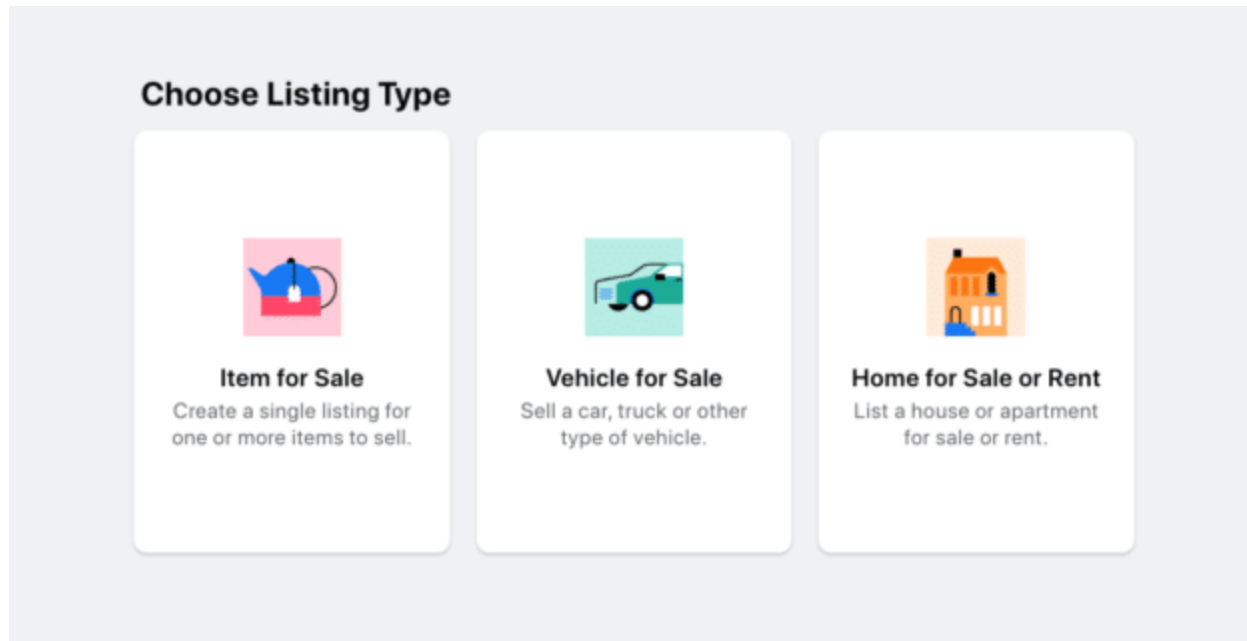 Choose Listing Type
Item for Sale
Create a single listing for
one or more items to sell.
Vehicle for Sale
Sell a car, truck or other
type of vehicle.
Home for Sale or Rent
List a house or apartment
for sale or rent.